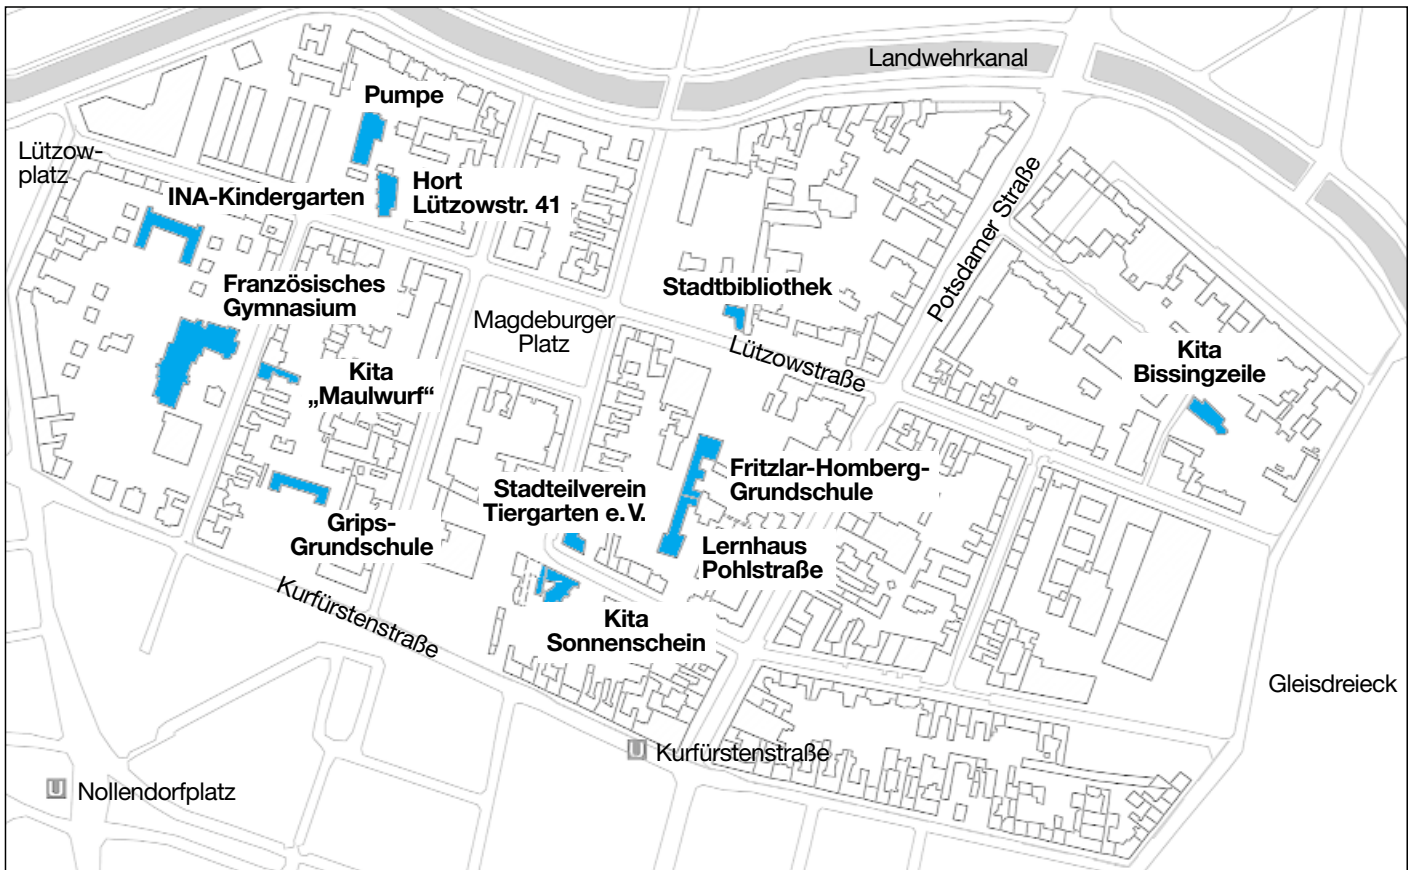 Landwehrkanal
Pumpe
Lützow-
platz
INA-Kindergarten
Hort
Lützowstr. 41
Potsdamer Straße
Französisches
Gymnasium
Stadtbibliothek
Magdeburger
Platz
Lützowstraße
Kita
Bissingzeile
Kita
„Maulwurf“
Fritzlar-Homberg-
Grundschule
Stadteilverein
Tiergarten e. V.
Grips-
Grundschule
Lernhaus
Pohlstraße
Kurfürstenstraße
Kita
Sonnenschein
Gleisdreieck
U Kurfürstenstraße
U Nollendorfplatz